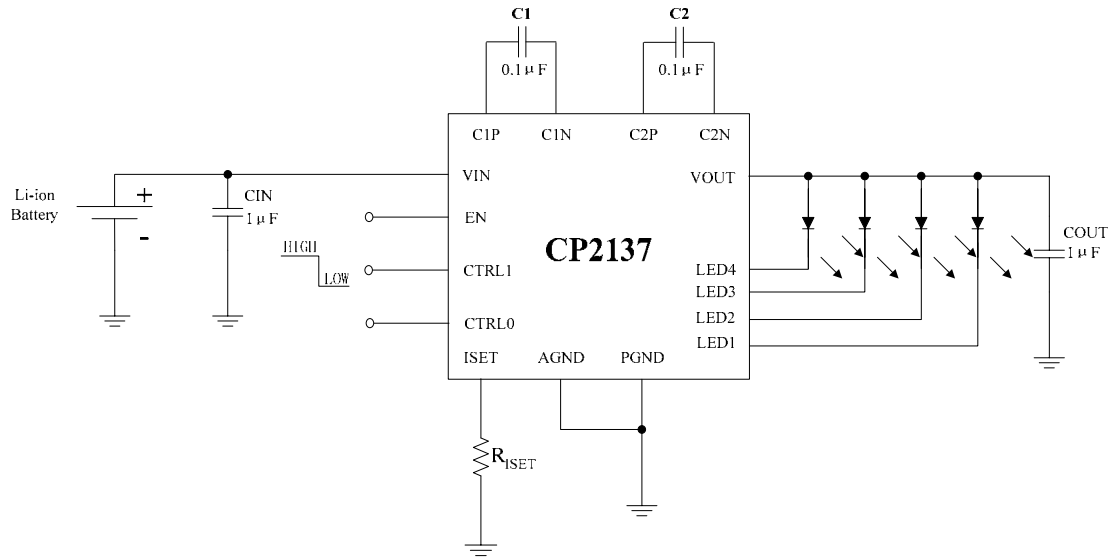 C1
C2
0.1μF
0.1μF
C1P
C1N
C2P
C2N
Li-ion
Battery
+
-
CIN
1μF
VIN
EN
HIGH
LOW
CTRL1
CTRL0
ISET
AGND
PGND
CP2137
VOUT
LED4
LED3
LED2
LED1
COUT
1μF
RISET